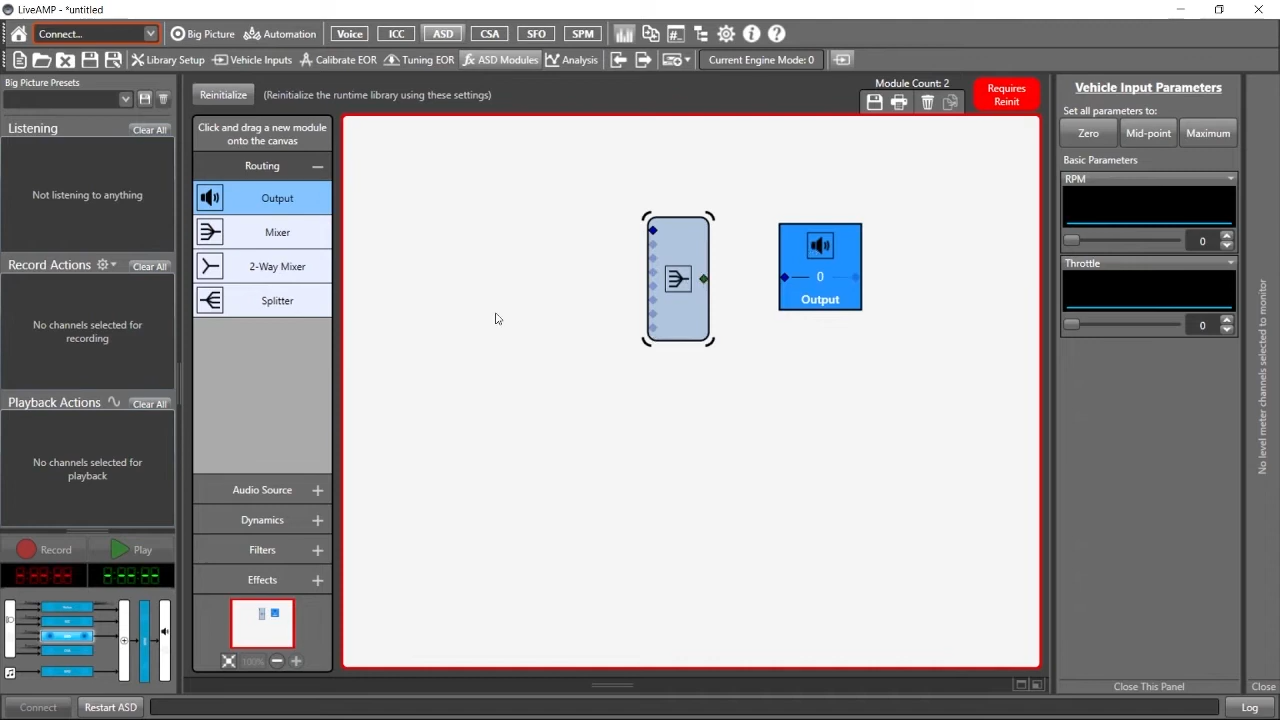 LiveAMP - *untitled
Connect...
Big Picture
Automation
Voice
ICC
ASD
CSA
SFO
SPM
Library Setup
Vehicle Inputs
Calibrate EOR
Tuning EOR
ASD Modules
Analysis
Current Engine Mode: 0
Big Picture Presets
Listening
Clear All
Not listening to anything
Record Actions
Clear All
No channels selected for
recording
Playback Actions
Clear All
No channels selected for
playback
Record
Play
Reinitialize
(Reinitialize the runtime library using these settings)
Module Count: 2
Requires
Reinit
Click and drag a new module
onto the canvas
Routing
Output
Mixer
2-Way Mixer
Splitter
Audio Source
Dynamics
Filters
Effects
100%
0
Output
Vehicle Input Parameters
Set all parameters to:
Zero
Mid-point
Maximum
Basic Parameters
RPM
0
Throttle
0
Close This Panel
No level meter channels selected to monitor
Close
Connect
Restart ASD
Log